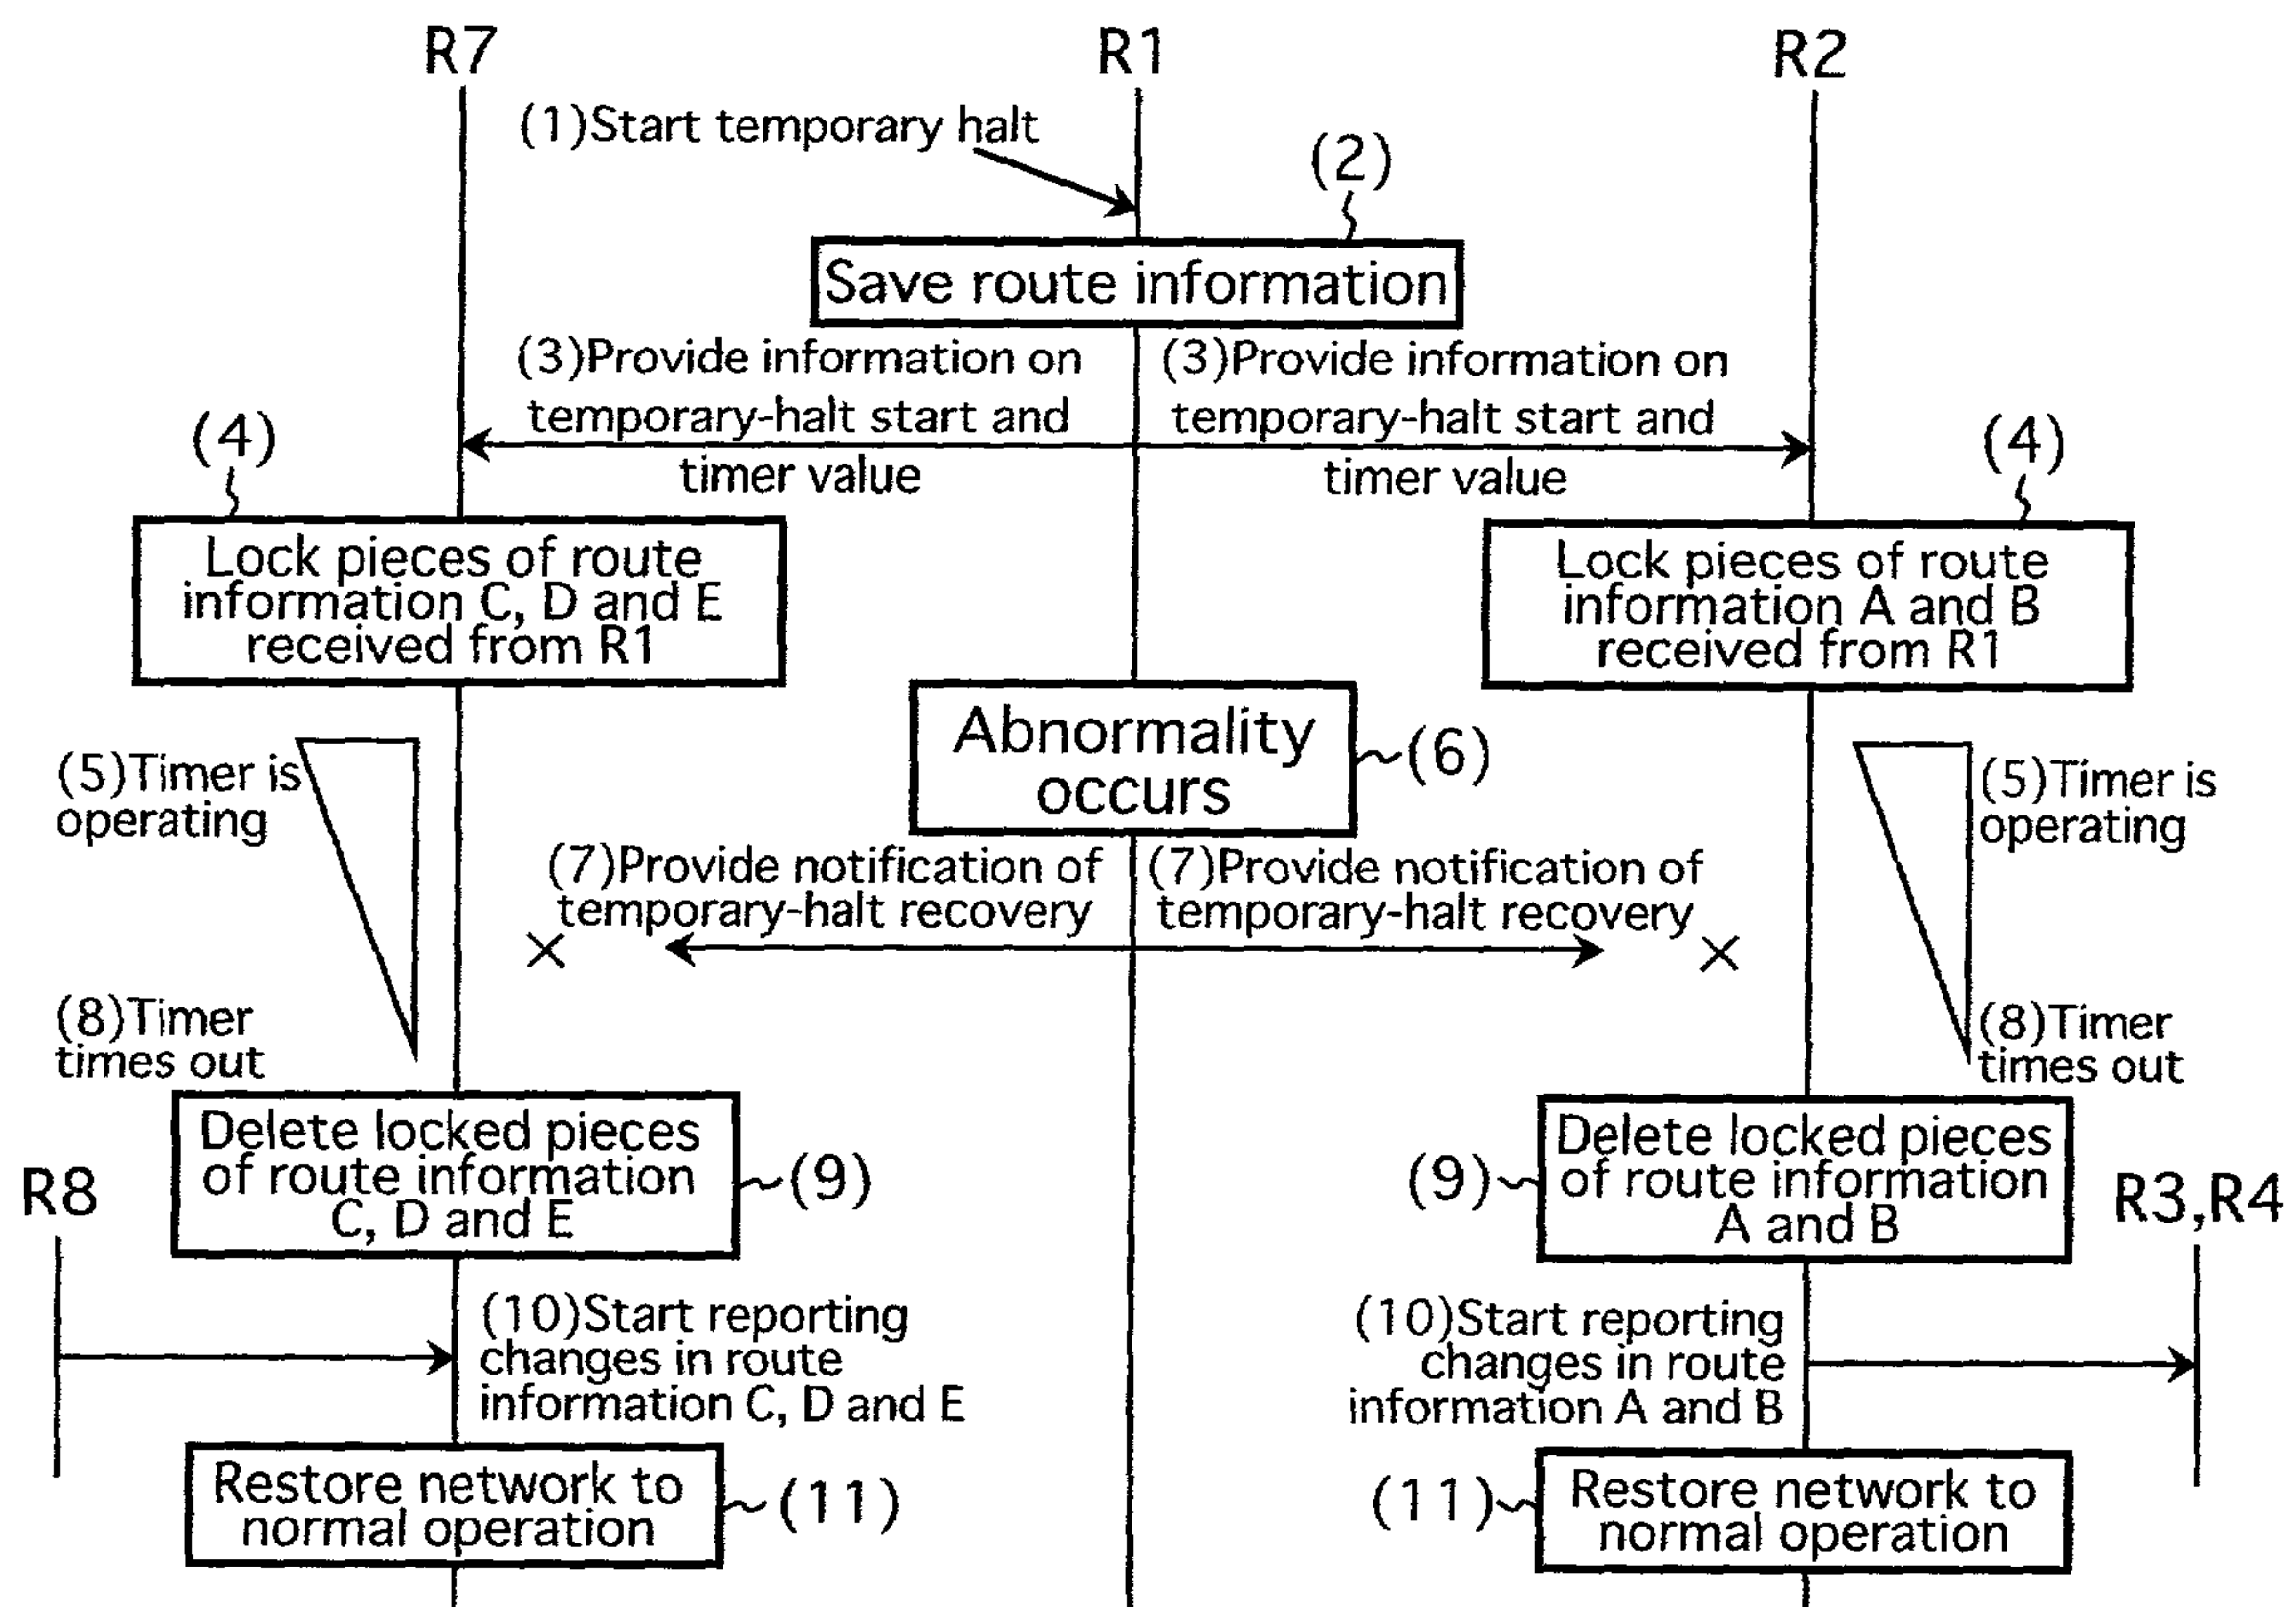 R7
R1
R2
(1)Start temporary halt
(2)
Save route information
(3)Provide information on
temporary-halt start and
timer value
(3)Provide information on
temporary-halt start and
timer value
(4)
(4)
Lock pieces of route
information C, D and E
received from R1
Lock pieces of route
information A and B
received from R1
Abnormality
occurs
(6)
(5)Timer is
operating
(5)Timer is
operating
(7)Provide notification of
temporary-halt recovery
(7)Provide notification of
temporary-halt recovery
×
×
(8)Timer
times out
(8)Timer
times out
Delete locked pieces
of route information
C, D and E
(9)
(9)
Delete locked pieces
of route information
A and B
R8
R3,R4
(10)Start reporting
changes in route
information C, D and E
(10)Start reporting
changes in route
information A and B
Restore network to
normal operation
(11)
(11)
Restore network to
normal operation